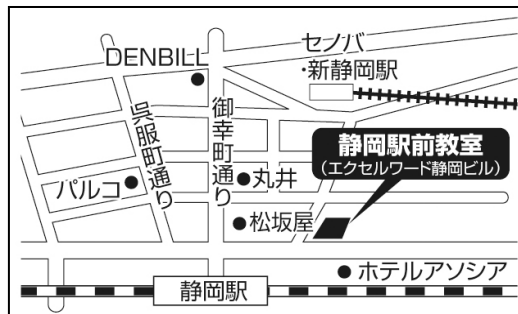 セノバ
DENBILL
・新静岡駅
呉服町通り
御幸町通り
静岡駅前教室
（エクセルワード静岡ビル）
パルコ
丸井
松坂屋
ホテルアソシア
静岡駅